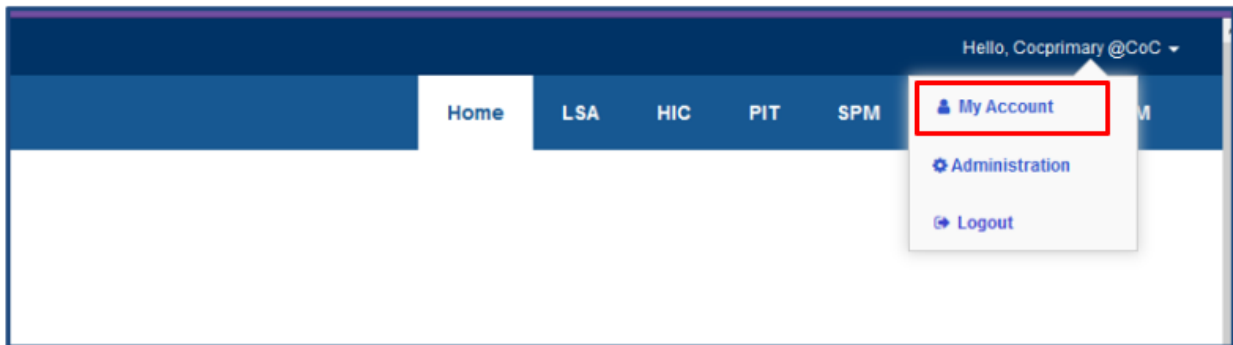 Hello, Cocprimary @CoC
Home LSA HIC PIT SPM
My Account
Administration
Logout